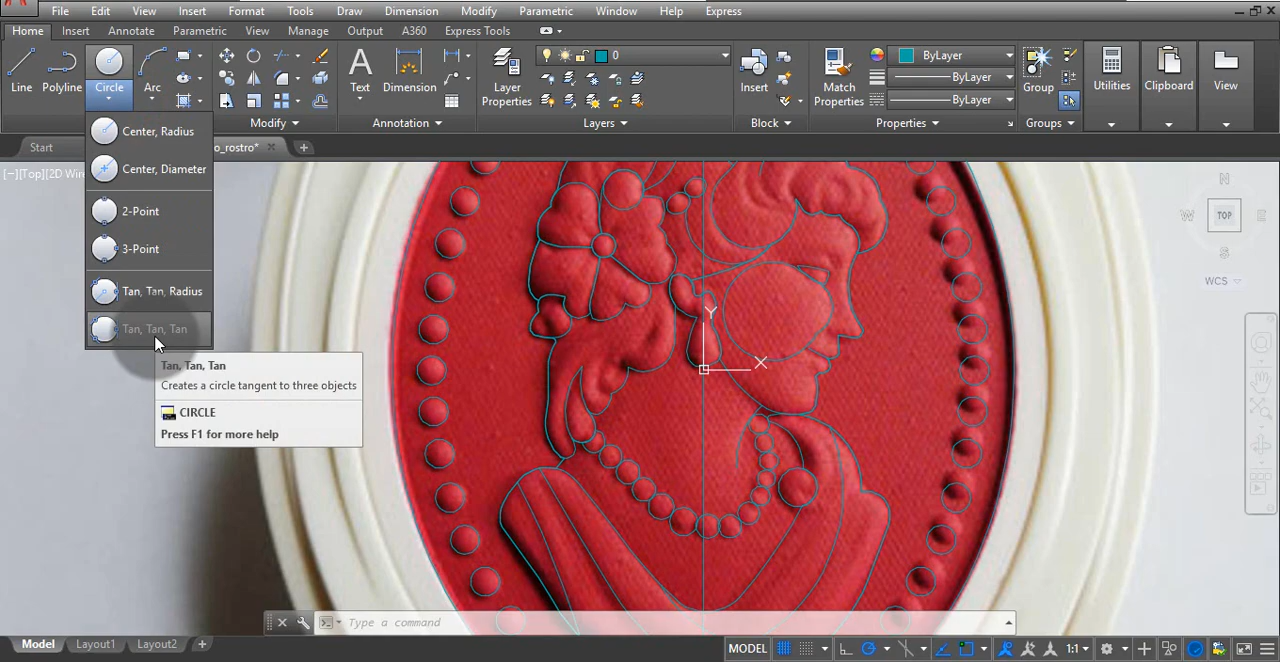 File Edit View Insert Format Tools Draw Dimension Modify Parametric Window Help Express
Home Insert Annotate Parametric View Manage Output A360 Express Tools
Line Polyline Circle Arc Text Dimension Layer Properties 0 Insert Match Properties ByLayer ByLayer ByLayer Group Utilities Clipboard View
Modify Annotation Layers Block Properties Groups
Start o_rostro*
[−][Top][2D Wir
Center, Radius
Center, Diameter
2-Point
3-Point
Tan, Tan, Radius
Tan, Tan, Tan
Tan, Tan, Tan
Creates a circle tangent to three objects
CIRCLE
Press F1 for more help
N
W TOP E
S
WCS
Y
X
Type a command
Model Layout1 Layout2 +
MODEL 1:1